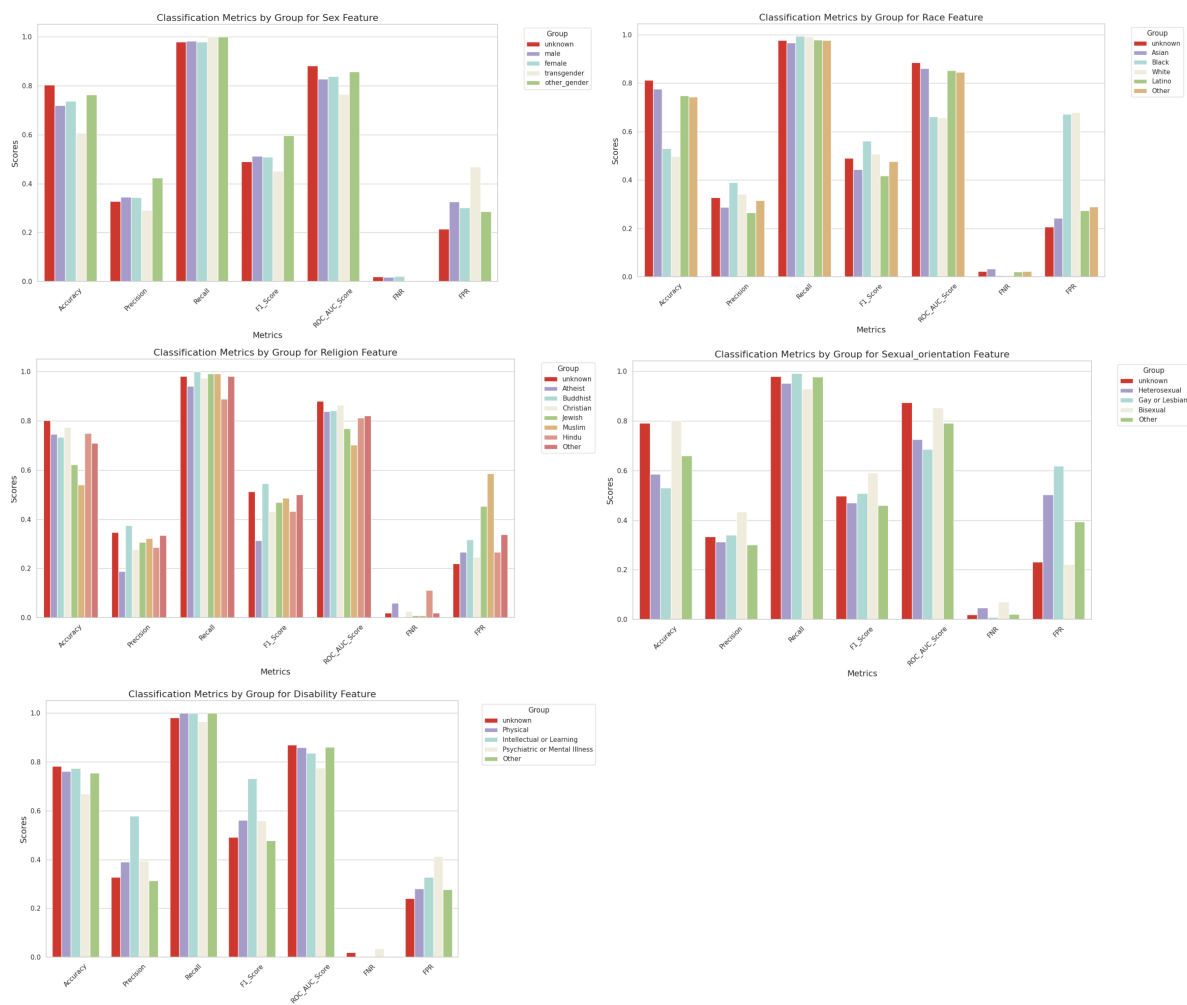 Classification Metrics by Group for Sex Feature
1.0
0.8
0.6
0.4
0.2
0.0
Scores
Accuracy
Precision
Recall
F1_Score
ROC_AUC_Score
FNR
FPR
Metrics
Group
unknown
male
female
transgender
other_gender
Classification Metrics by Group for Race Feature
1.0
0.8
0.6
0.4
0.2
0.0
Scores
Accuracy
Precision
Recall
F1_Score
ROC_AUC_Score
FNR
FPR
Metrics
Group
unknown
Asian
Black
White
Latino
Other
Classification Metrics by Group for Religion Feature
1.0
0.8
0.6
0.4
0.2
0.0
Scores
Accuracy
Precision
Recall
F1_Score
ROC_AUC_Score
FNR
FPR
Metrics
Group
unknown
Atheist
Buddhist
Christian
Jewish
Muslim
Hindu
Other
Classification Metrics by Group for Sexual_orientation Feature
1.0
0.8
0.6
0.4
0.2
0.0
Scores
Accuracy
Precision
Recall
F1_Score
ROC_AUC_Score
FNR
FPR
Metrics
Group
unknown
Heterosexual
Gay or Lesbian
Bisexual
Other
Classification Metrics by Group for Disability Feature
1.0
0.8
0.6
0.4
0.2
0.0
Scores
Accuracy
Precision
Recall
F1_Score
ROC_AUC_Score
FNR
FPR
Group
unknown
Physical
Intellectual or Learning
Psychiatric or Mental Illness
Other